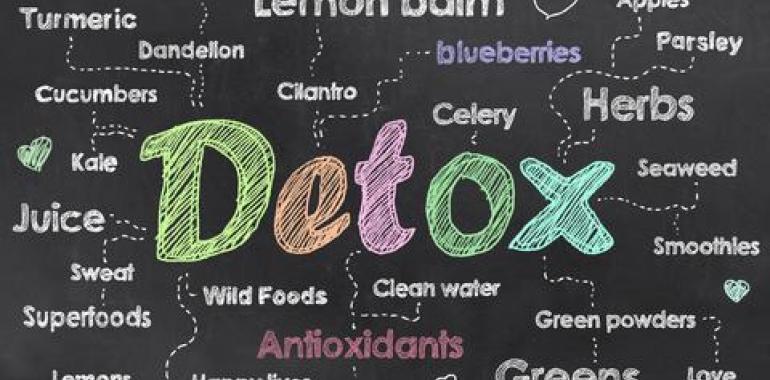 Lemon balm
Apples
Turmeric
Parsley
Dandelion
blueberries
Cucumbers
Cilantro
Herbs
Celery
Kale
Detox
Seaweed
Juice
Smoothies
Sweat
Wild Foods
Clean water
Superfoods
Green powders
Antioxidants
Lemons
Greens
love